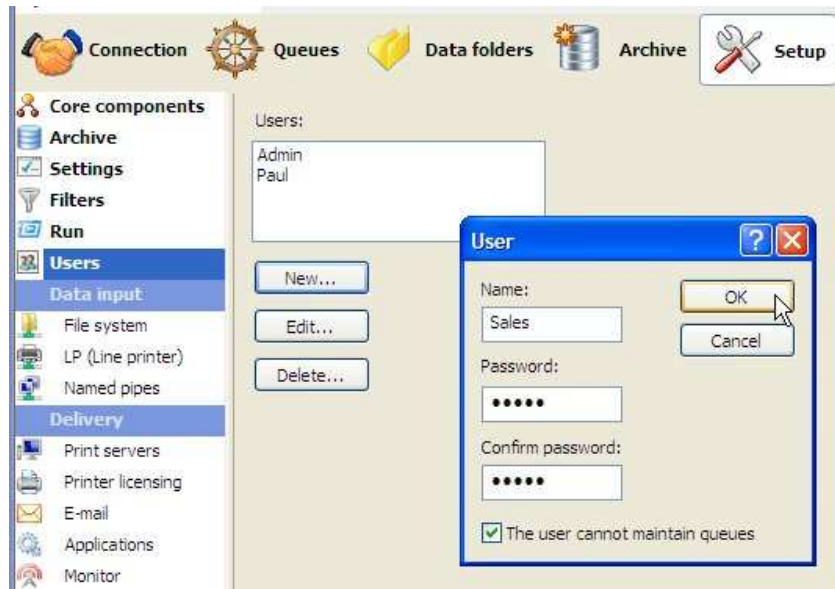 Connection
Queues
Data folders
Archive
Setup
Core components
Archive
Settings
Filters
Run
Users
Data input
File system
LP (Line printer)
Named pipes
Delivery
Print servers
Printer licensing
E-mail
Applications
Monitor
Users:
Admin
Paul
New...
Edit...
Delete...
User
Name:
Sales
Password:
•••••
Confirm password:
•••••
The user cannot maintain queues
OK
Cancel